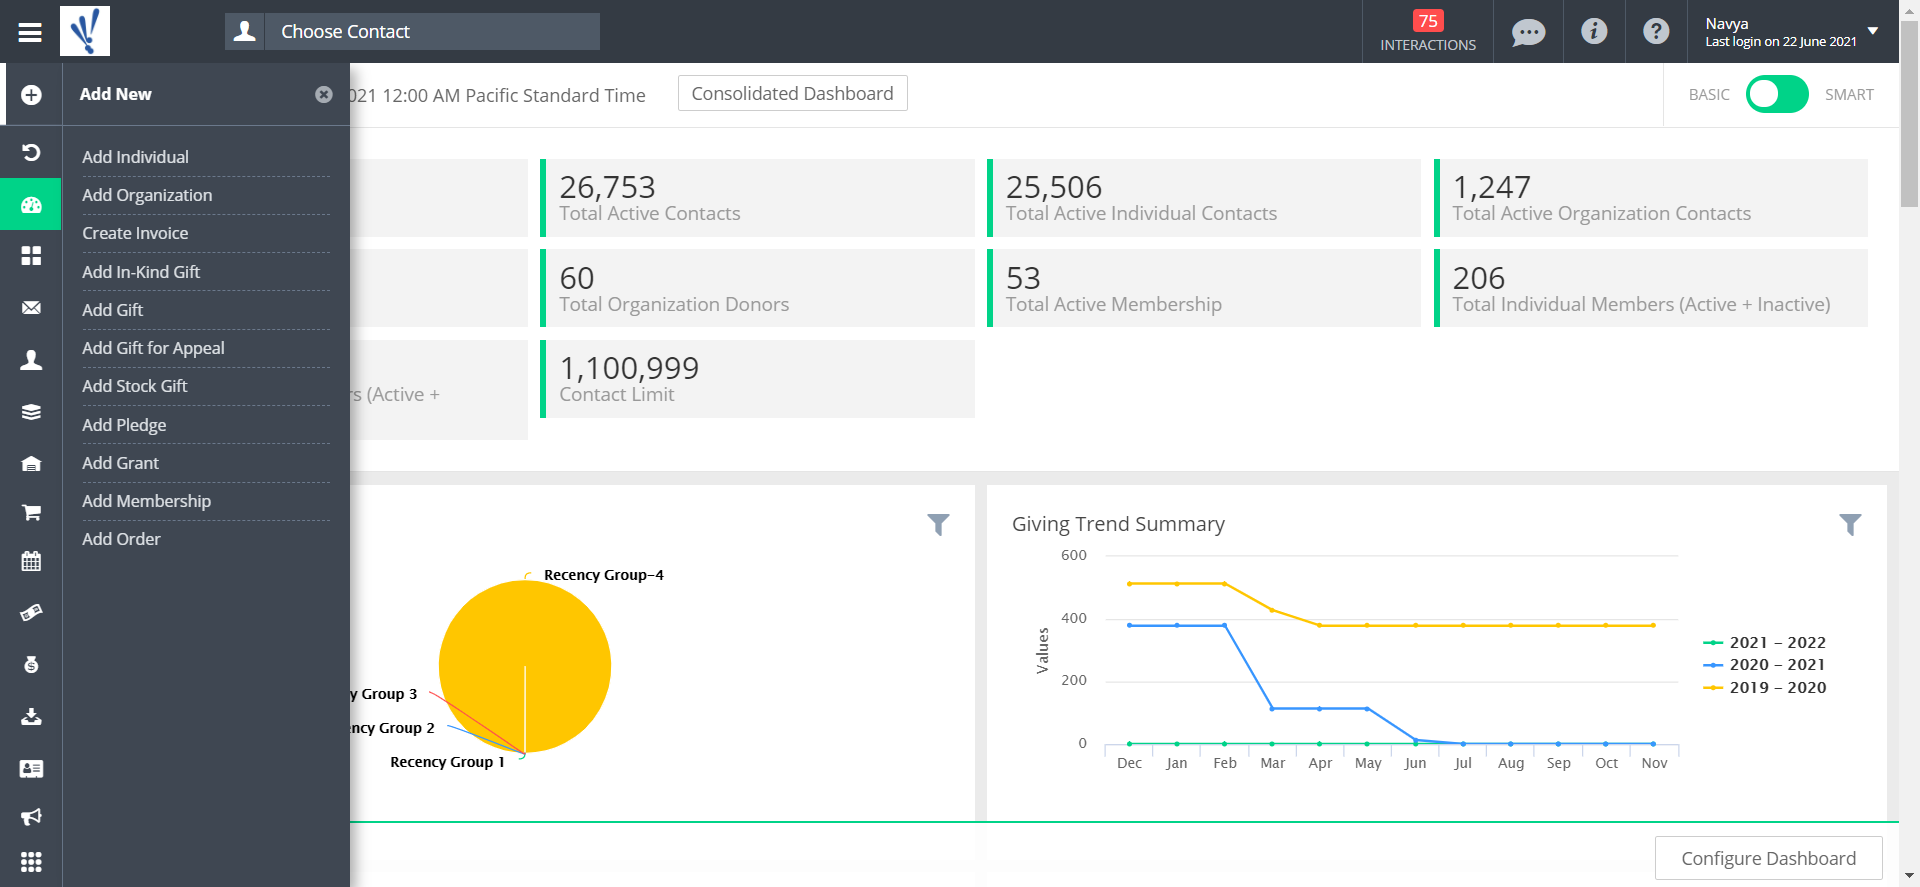 Choose Contact
75
INTERACTIONS
Navya
Last login on 22 June 2021
Add New
021 12:00 AM Pacific Standard Time
Consolidated Dashboard
BASIC
SMART
Add Individual
Add Organization
Create Invoice
Add In-Kind Gift
Add Gift
Add Gift for Appeal
Add Stock Gift
Add Pledge
Add Grant
Add Membership
Add Order
26,753
Total Active Contacts
25,506
Total Active Individual Contacts
1,247
Total Active Organization Contacts
60
Total Organization Donors
53
Total Active Membership
206
Total Individual Members (Active + Inactive)
rs (Active +
1,100,999
Contact Limit
Recency Group-4
y Group 3
ency Group 2
Recency Group 1
Giving Trend Summary
600
400
200
0
Values
Dec Jan Feb Mar Apr May Jun Jul Aug Sep Oct Nov
2021 - 2022
2020 - 2021
2019 - 2020
Configure Dashboard